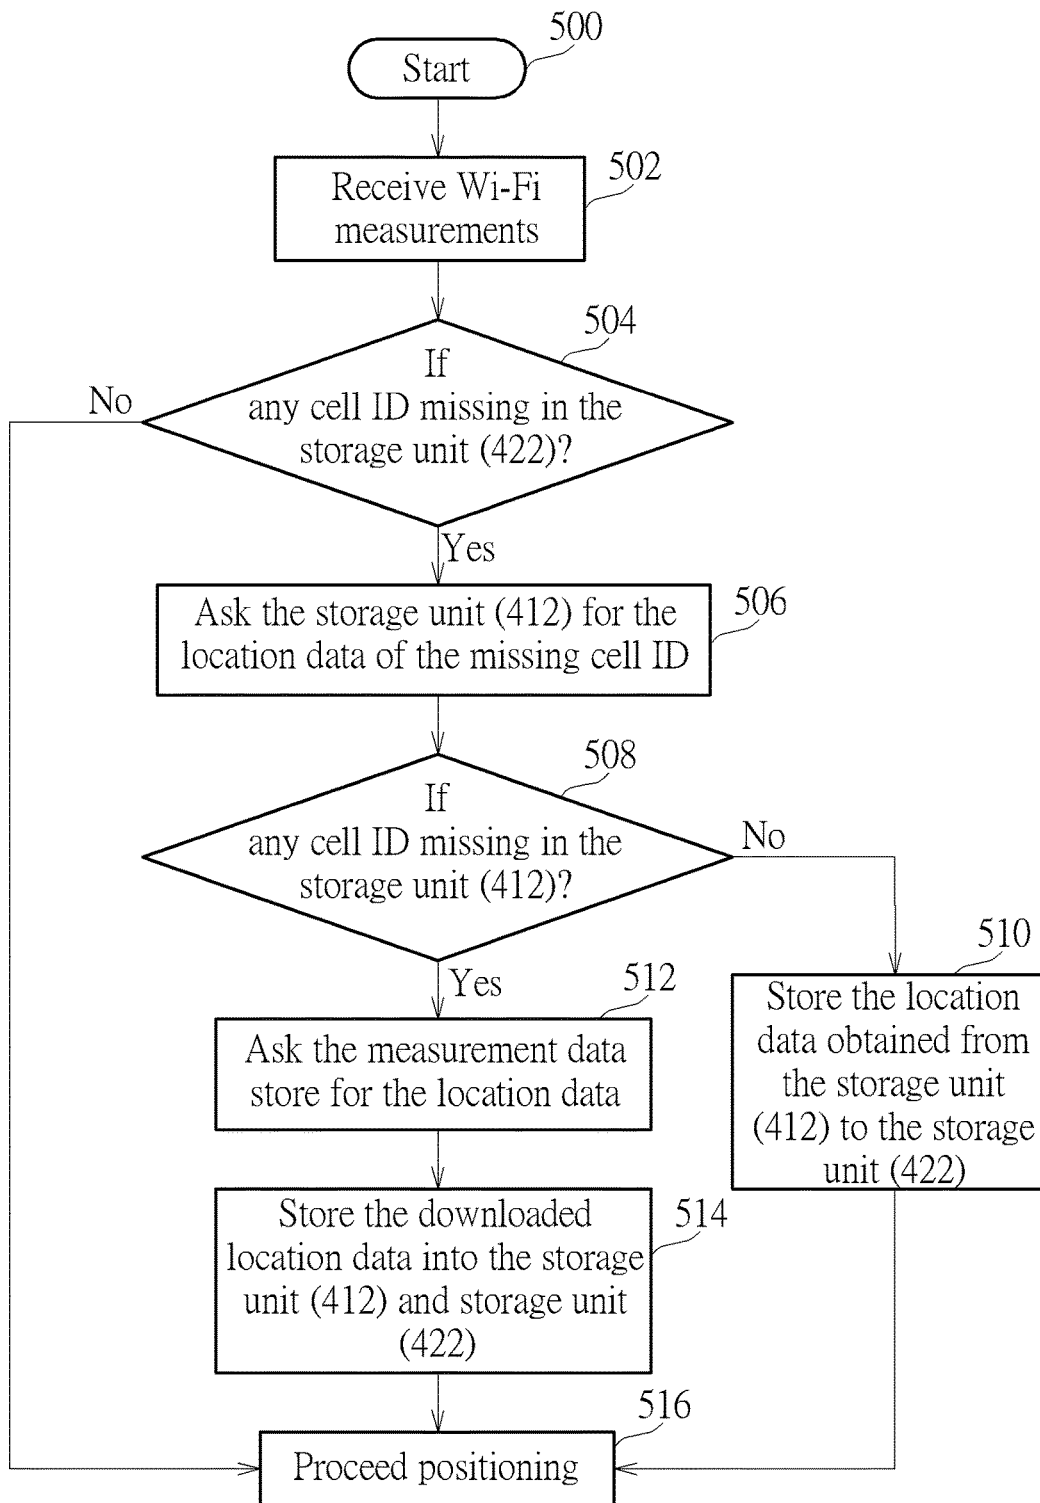 500
Start
502
Receive Wi-Fi
measurements
504
If
any cell ID missing in the
storage unit (422)?
No
Yes
506
Ask the storage unit (412) for the
location data of the missing cell ID
508
If
any cell ID missing in the
storage unit (412)?
No
Yes
510
Store the location
data obtained from
the storage unit
(412) to the storage
unit (422)
512
Ask the measurement data
store for the location data
514
Store the downloaded
location data into the storage
unit (412) and storage unit
(422)
516
Proceed positioning